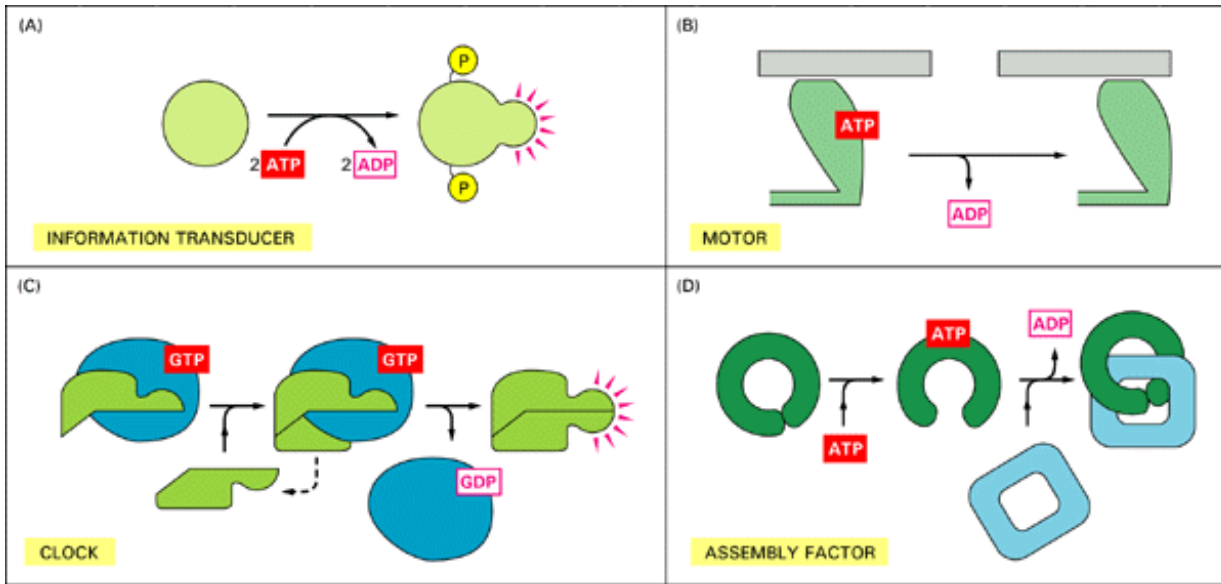 (A)
P
2 ATP
2 ADP
P
INFORMATION TRANSDUCER
(B)
ATP
ADP
MOTOR
(C)
GTP
GTP
GDP
CLOCK
(D)
ATP
ADP
ATP
ASSEMBLY FACTOR